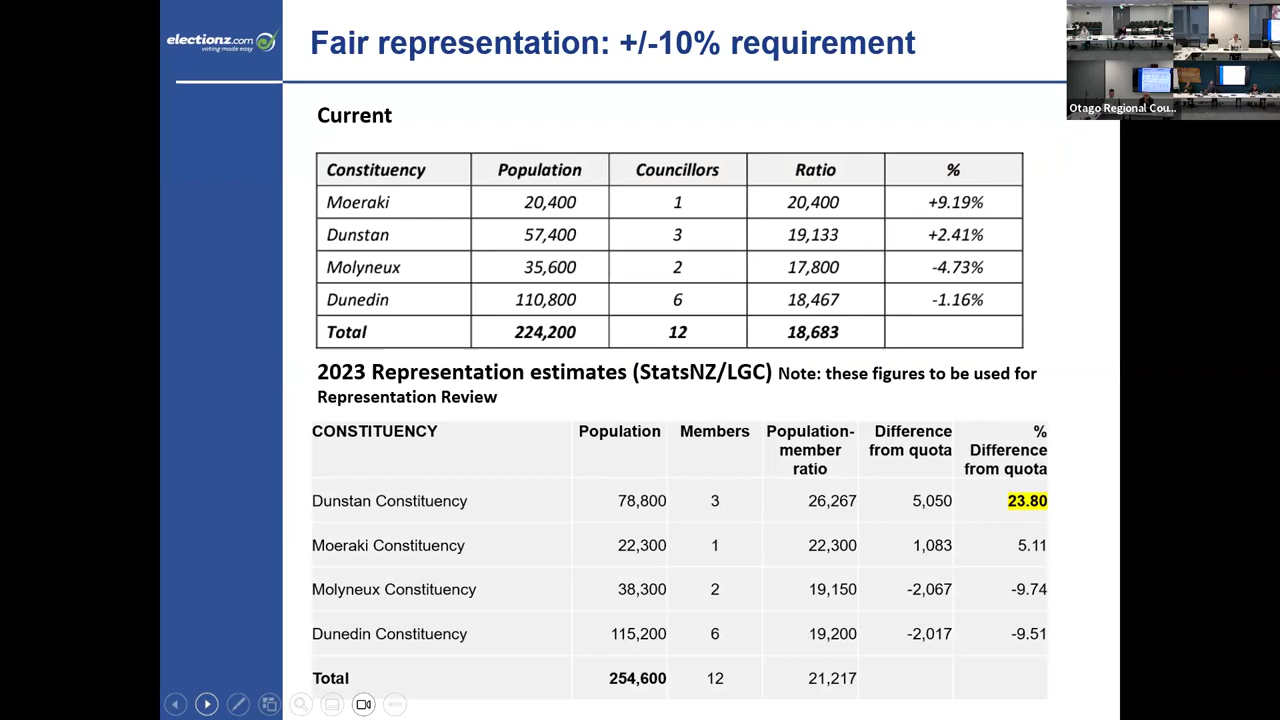 electionz.com
voting made easy
Fair representation: +/-10% requirement
Otago Regional Cou...
Current
Constituency Population Councillors Ratio %
Moeraki 20,400 1 20,400 +9.19%
Dunstan 57,400 3 19,133 +2.41%
Molyneux 35,600 2 17,800 -4.73%
Dunedin 110,800 6 18,467 -1.16%
Total 224,200 12 18,683
2023 Representation estimates (StatsNZ/LGC) Note: these figures to be used for
Representation Review
CONSTITUENCY Population Members Population-member ratio Difference from quota % Difference from quota
Dunstan Constituency 78,800 3 26,267 5,050 23.80
Moeraki Constituency 22,300 1 22,300 1,083 5.11
Molyneux Constituency 38,300 2 19,150 -2,067 -9.74
Dunedin Constituency 115,200 6 19,200 -2,017 -9.51
Total 254,600 12 21,217